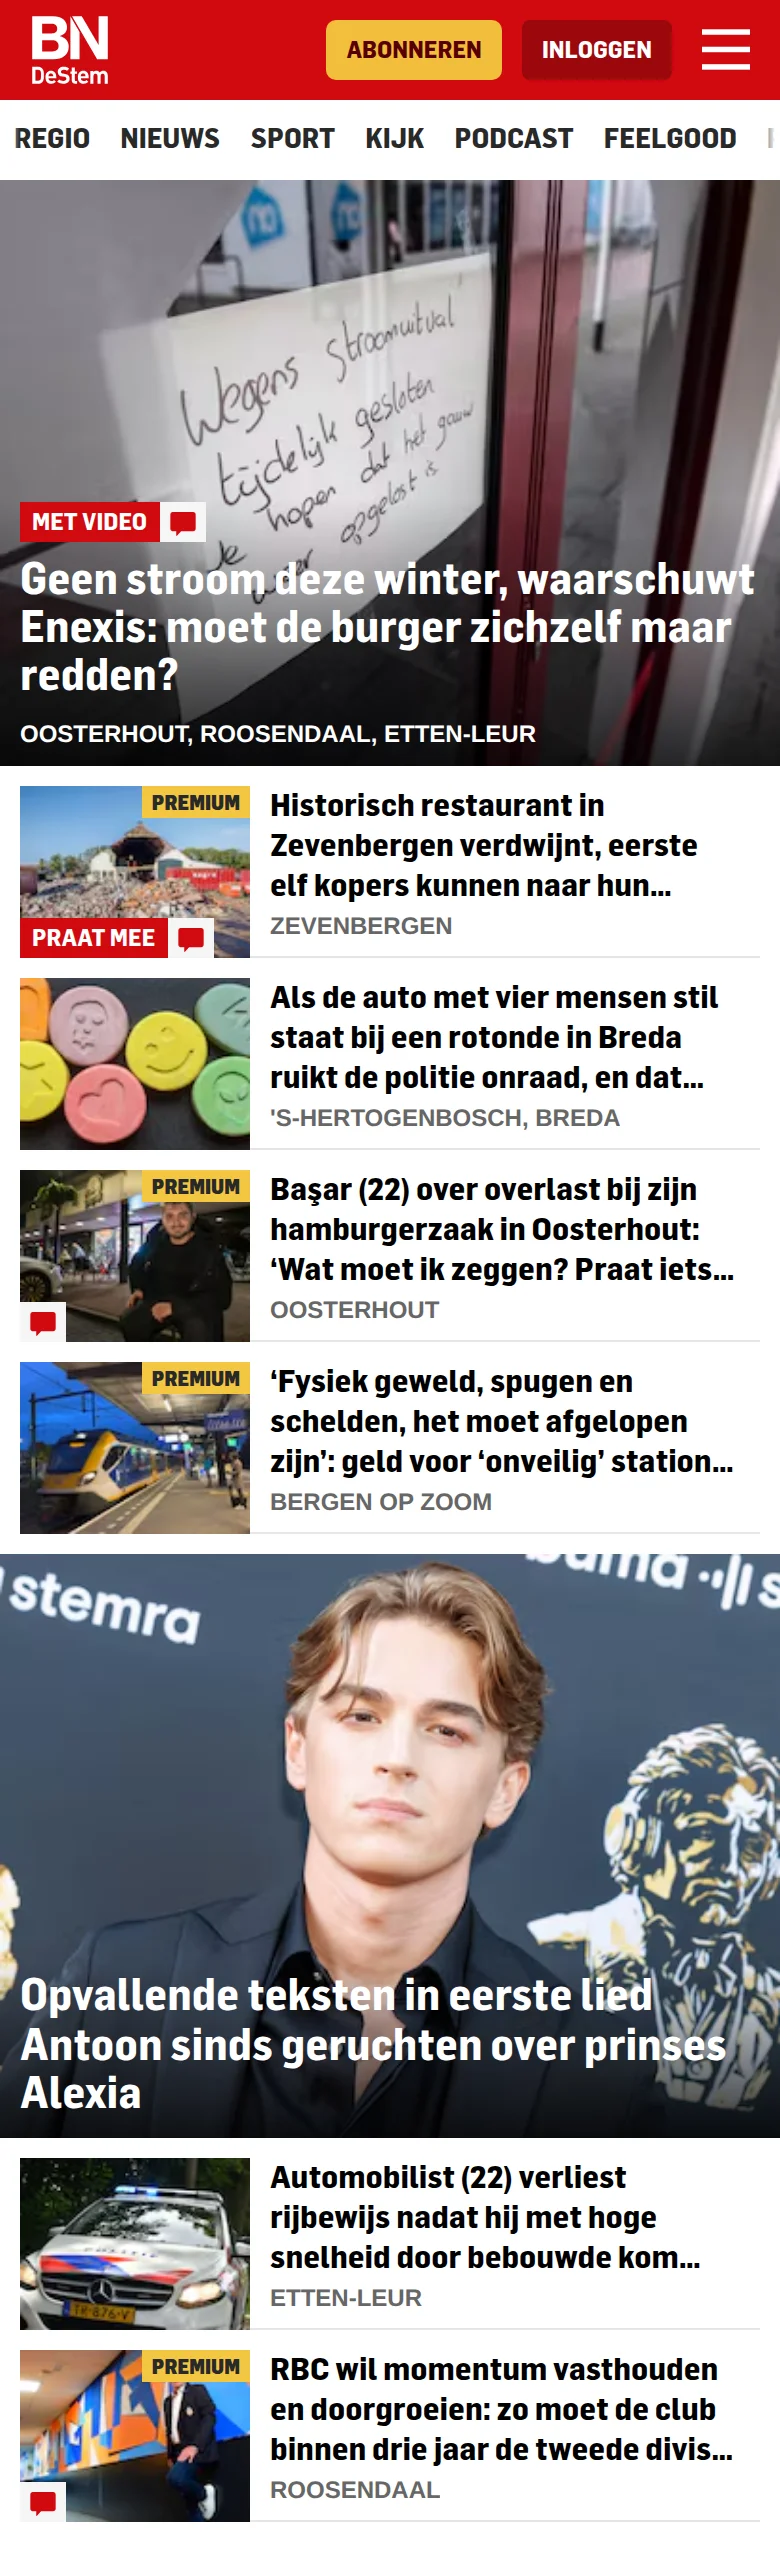 BN
DeStem
ABONNEREN
INLOGGEN
REGIO NIEUWS SPORT KIJK PODCAST FEELGOOD
Wegens Stroomuitval
tijdelijk gesloten
Je hopen dat het gauw
weer opgelost is
MET VIDEO
Geen stroom deze winter, waarschuwt
Enexis: moet de burger zichzelf maar
redden?
OOSTERHOUT, ROOSENDAAL, ETTEN-LEUR
PREMIUM
PRAAT MEE
Historisch restaurant in
Zevenbergen verdwijnt, eerste
elf kopers kunnen naar hun...
ZEVENBERGEN
Als de auto met vier mensen stil
staat bij een rotonde in Breda
ruikt de politie onraad, en dat...
'S-HERTOGENBOSCH, BREDA
PREMIUM
Başar (22) over overlast bij zijn
hamburgerzaak in Oosterhout:
‘Wat moet ik zeggen? Praat iets...
OOSTERHOUT
PREMIUM
‘Fysiek geweld, spugen en
schelden, het moet afgelopen
zijn’: geld voor ‘onveilig’ station...
BERGEN OP ZOOM
stemra
buma s
Opvallende teksten in eerste lied
Antoon sinds geruchten over prinses
Alexia
POLITIE
TH-876-V
Automobilist (22) verliest
rijbewijs nadat hij met hoge
snelheid door bebouwde kom...
ETTEN-LEUR
PREMIUM
RBC wil momentum vasthouden
en doorgroeien: zo moet de club
binnen drie jaar de tweede divis...
ROOSENDAAL